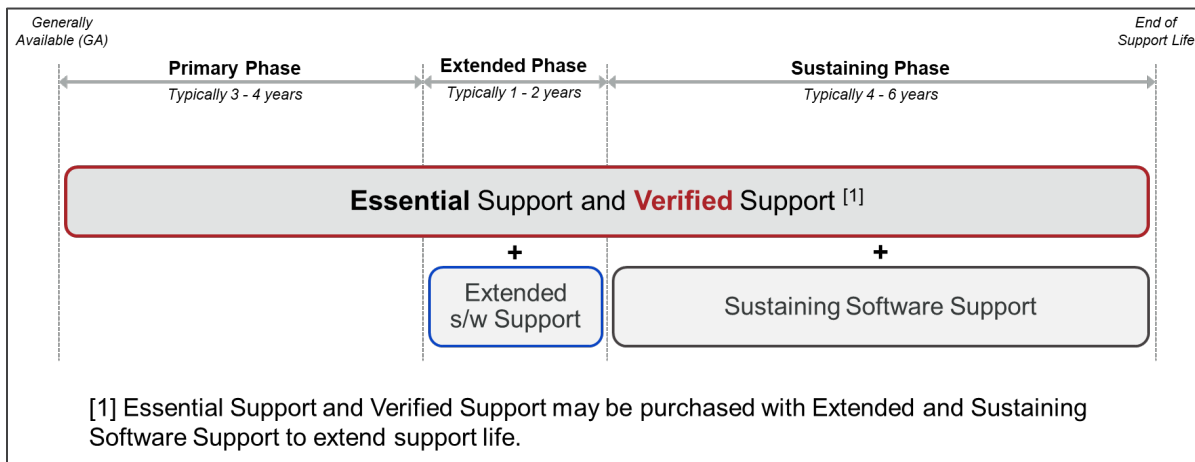 Generally
Available (GA)
End of
Support Life
Primary Phase
Typically 3 - 4 years
Extended Phase
Typically 1 - 2 years
Sustaining Phase
Typically 4 - 6 years
Essential Support and Verified Support [1]
+
+
Extended
s/w Support
Sustaining Software Support
[1] Essential Support and Verified Support may be purchased with Extended and Sustaining
Software Support to extend support life.